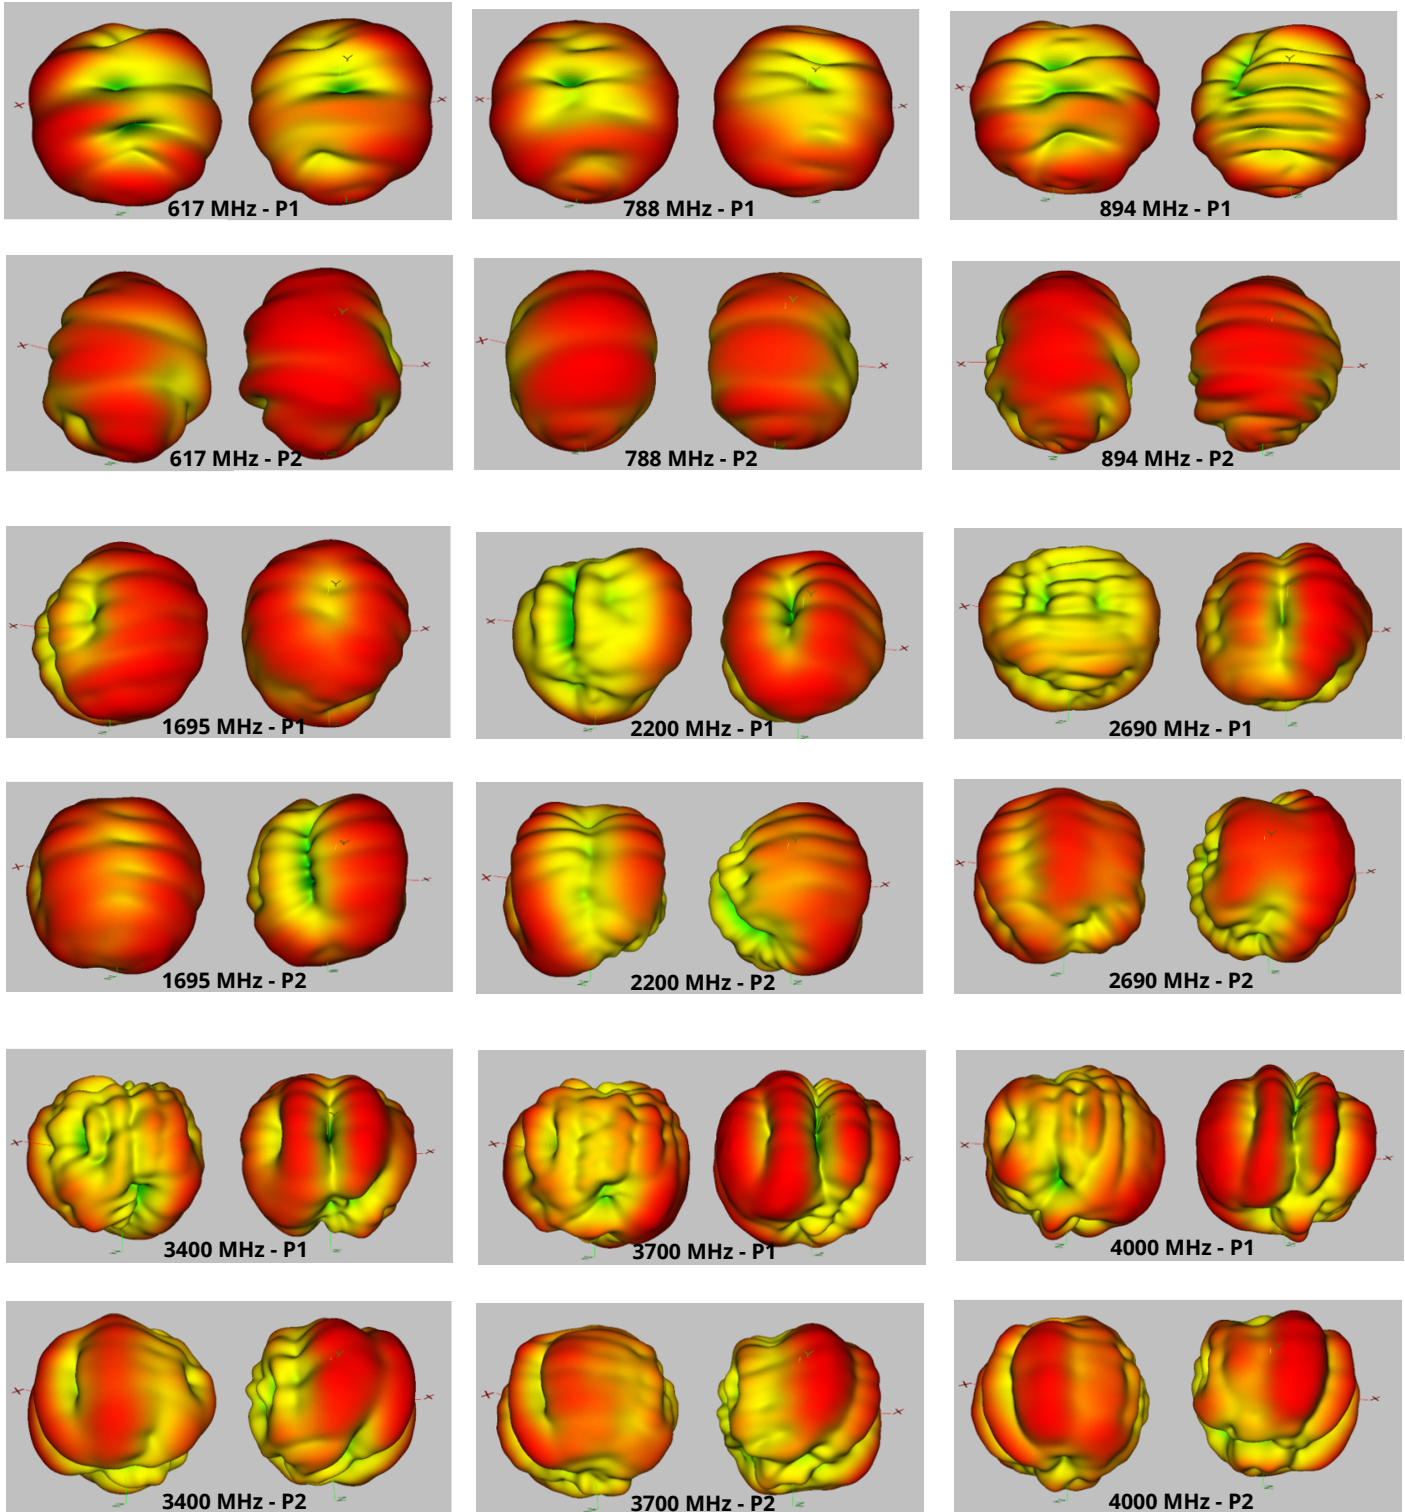 617 MHz - P1
788 MHz - P1
894 MHz - P1
617 MHz - P2
788 MHz - P2
894 MHz - P2
1695 MHz - P1
2200 MHz - P1
2690 MHz - P1
1695 MHz - P2
2200 MHz - P2
2690 MHz - P2
3400 MHz - P1
3700 MHz - P1
4000 MHz - P1
3400 MHz - P2
3700 MHz - P2
4000 MHz - P2